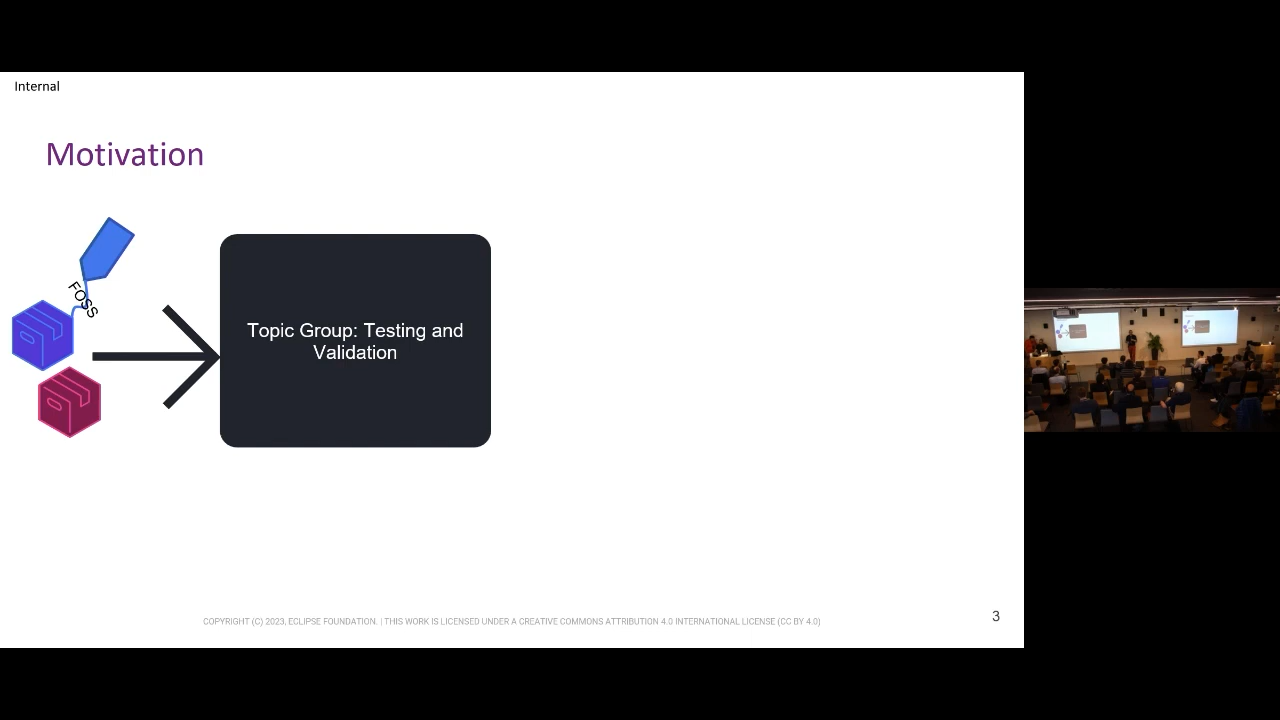 Internal
Motivation
FOSS
Topic Group: Testing and
Validation
COPYRIGHT (C) 2023, ECLIPSE FOUNDATION. | THIS WORK IS LICENSED UNDER A CREATIVE COMMONS ATTRIBUTION 4.0 INTERNATIONAL LICENSE (CC BY 4.0)
3